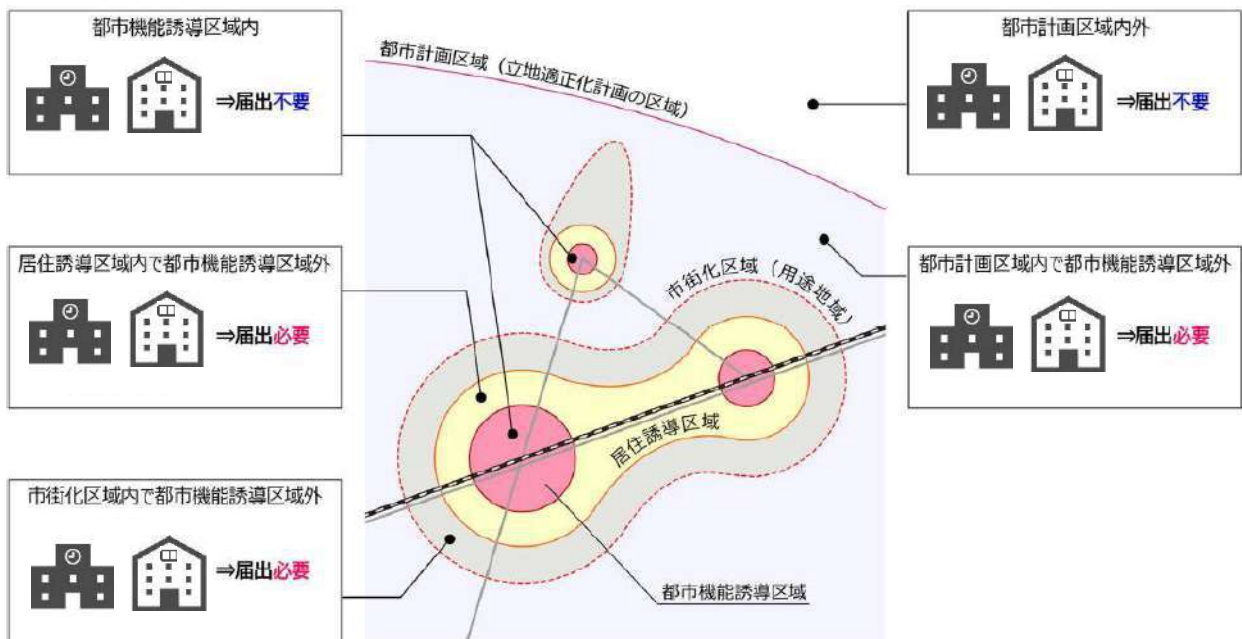 都市機能誘導区域内
⇒届出不要
都市計画区域(立地適正化計画の区域)
都市計画区域内外
⇒届出不要
居住誘導区域内で都市機能誘導区域外
⇒届出必要
市街化区域(用途地域)
都市計画区域内で都市機能誘導区域外
⇒届出必要
居住誘導区域
市街化区域内で都市機能誘導区域外
⇒届出必要
都市機能誘導区域